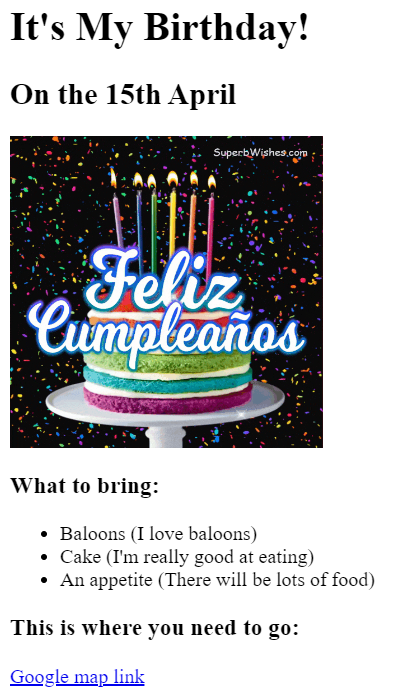 It's My Birthday!
On the 15th April
SuperbWishes.com
Feliz
Cumpleaños
What to bring:
Baloons (I love baloons)
Cake (I'm really good at eating)
An appetite (There will be lots of food)
This is where you need to go:
Google map link